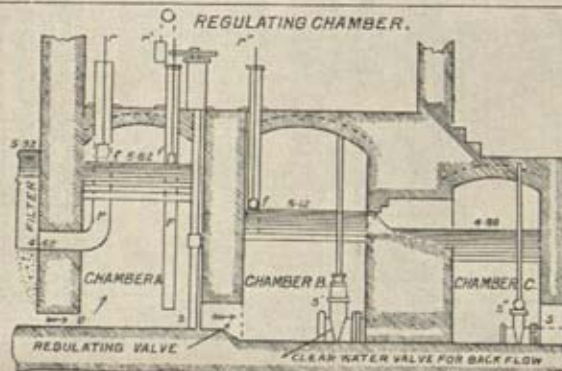 REGULATING CHAMBER.
FILTER
CHAMBER A
CHAMBER B.
CHAMBER C.
REGULATING VALVE
CLEAR WATER VALVE FOR BACK FLOW